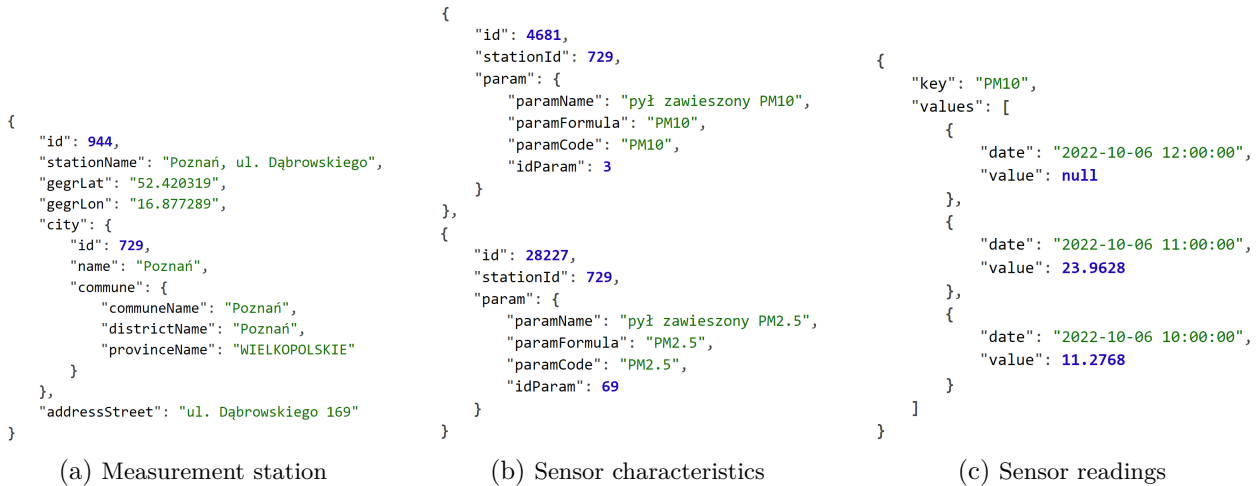 {
"id": 944,
"stationName": "Poznań, ul. Dąbrowskiego",
"gegrLat": "52.420319",
"gegrLon": "16.877289",
"city": {
"id": 729,
"name": "Poznań",
"commune": {
"communeName": "Poznań",
"districtName": "Poznań",
"provinceName": "WIELKOPOLSKIE"
}
},
"addressStreet": "ul. Dąbrowskiego 169"
}
(a) Measurement station
{
"id": 4681,
"stationId": 729,
"param": {
"paramName": "pył zawieszony PM10",
"paramFormula": "PM10",
"paramCode": "PM10",
"idParam": 3
}
},
{
"id": 28227,
"stationId": 729,
"param": {
"paramName": "pył zawieszony PM2.5",
"paramFormula": "PM2.5",
"paramCode": "PM2.5",
"idParam": 69
}
}
(b) Sensor characteristics
{
"key": "PM10",
"values": [
{
"date": "2022-10-06 12:00:00",
"value": null
},
{
"date": "2022-10-06 11:00:00",
"value": 23.9628
},
{
"date": "2022-10-06 10:00:00",
"value": 11.2768
}
]
}
(c) Sensor readings